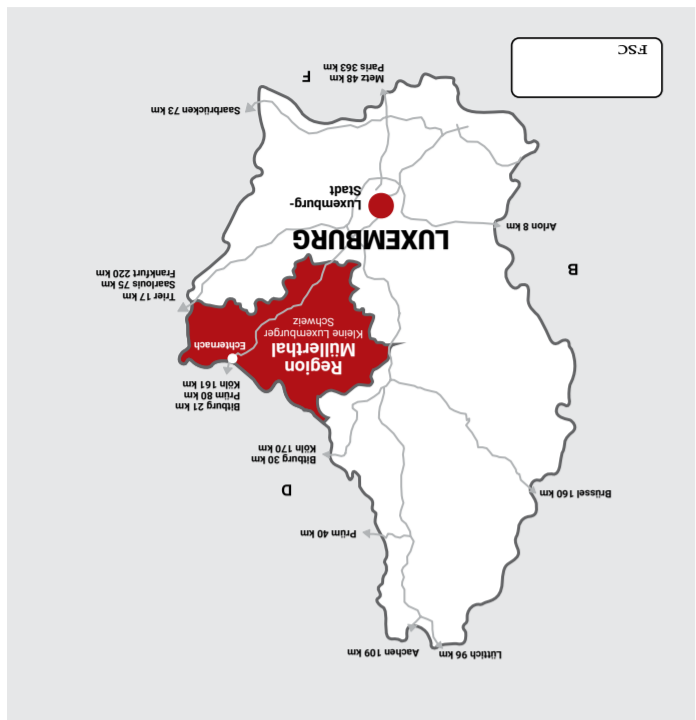 Lüttich 96 km
Aachen 109 km
Prüm 40 km
Brüssel 160 km
D
Bitburg 30 km
Köln 170 km
Bitburg 21 km
Prüm 80 km
Köln 161 km
Region
Müllerthal
Kleine Luxemburger
Schweiz
Echternach
Trier 17 km
Saarlouis 75 km
Frankfurt 220 km
B
LUXEMBURG
Arlon 8 km
Luxemburg-
Stadt
Saarbrücken 73 km
Metz 48 km
Paris 363 km
F
FSC